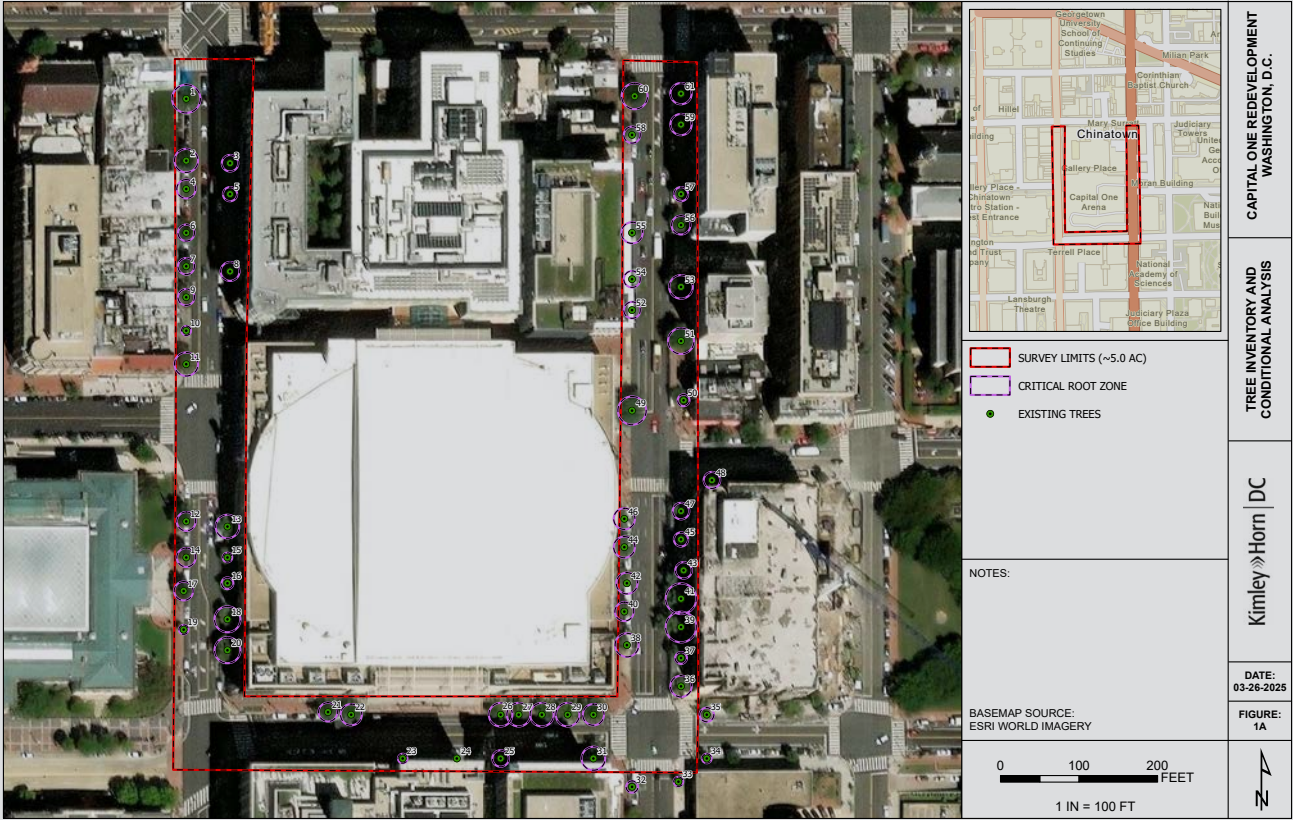 1
2
3
4
5
6
7
8
9
10
11
12
13
14
15
16
17
18
19
20
21
22
23
24
25
26
27
28
29
30
31
32
33
34
35
36
37
38
39
40
41
42
43
44
45
46
47
48
49
50
51
52
53
54
55
56
57
58
59
60
61
Georgetown
University
School of
Continuing
Studies
Milian Park
Corinthian
Baptist Church
Hillel
Chinatown
Judiciary
Towers
Gallery Place
Capital One
Arena
Terrell Place
National
Academy of
Sciences
Lansburgh
Theatre
Judiciary Plaza
Office Building
SURVEY LIMITS (~5.0 AC)
CRITICAL ROOT ZONE
EXISTING TREES
NOTES:
BASEMAP SOURCE:
ESRI WORLD IMAGERY
0 100 200
FEET
1 IN = 100 FT
CAPITAL ONE REDEVELOPMENT
WASHINGTON, D.C.
TREE INVENTORY AND
CONDITIONAL ANALYSIS
Kimley»Horn | DC
DATE:
03-26-2025
FIGURE:
1A
N